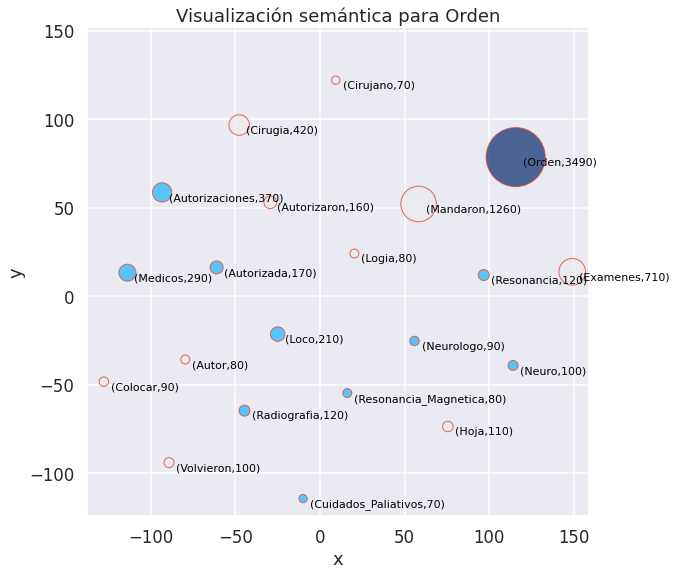 Visualización semántica para Orden
150
100
50
0
−50
−100
y
(Cirujano,70)
(Cirugia,420)
(Orden,3490)
(Autorizaciones,370)
(Autorizaron,160)
(Mandaron,1260)
(Logia,80)
(Medicos,290)
(Autorizada,170)
(Resonancia,120)
(Examenes,710)
(Loco,210)
(Neurologo,90)
(Autor,80)
(Neuro,100)
(Colocar,90)
(Resonancia_Magnetica,80)
(Radiografia,120)
(Hoja,110)
(Volvieron,100)
(Cuidados_Paliativos,70)
−100 −50 0 50 100 150
x